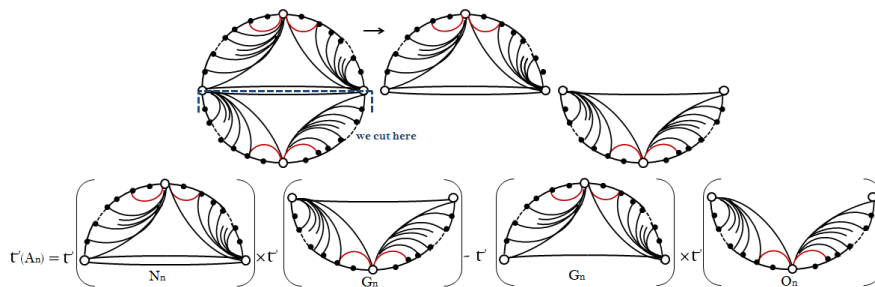 we cut here
t'(An) = t' × t' - t' × t'
Nn Gn Gn On